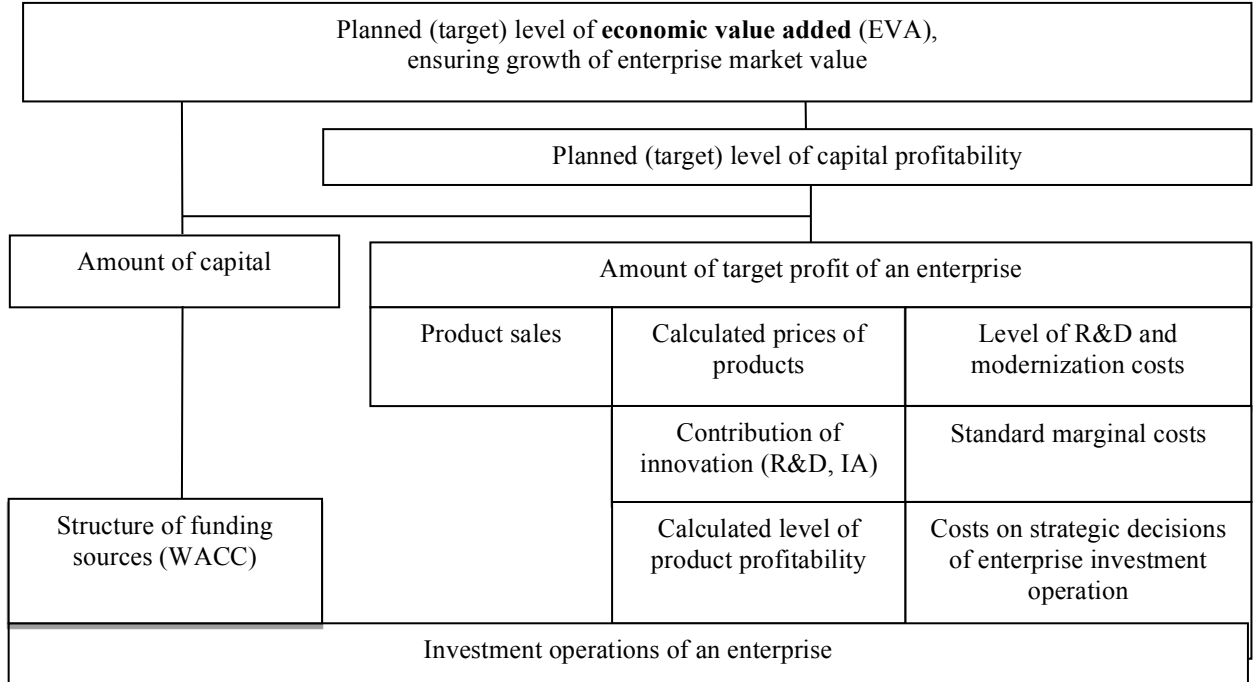 Planned (target) level of economic value added (EVA),
ensuring growth of enterprise market value
Planned (target) level of capital profitability
Amount of capital
Amount of target profit of an enterprise
Product sales
Calculated prices of
products
Level of R&D and
modernization costs
Contribution of
innovation (R&D, IA)
Standard marginal costs
Structure of funding
sources (WACC)
Calculated level of
product profitability
Costs on strategic decisions
of enterprise investment
operation
Investment operations of an enterprise